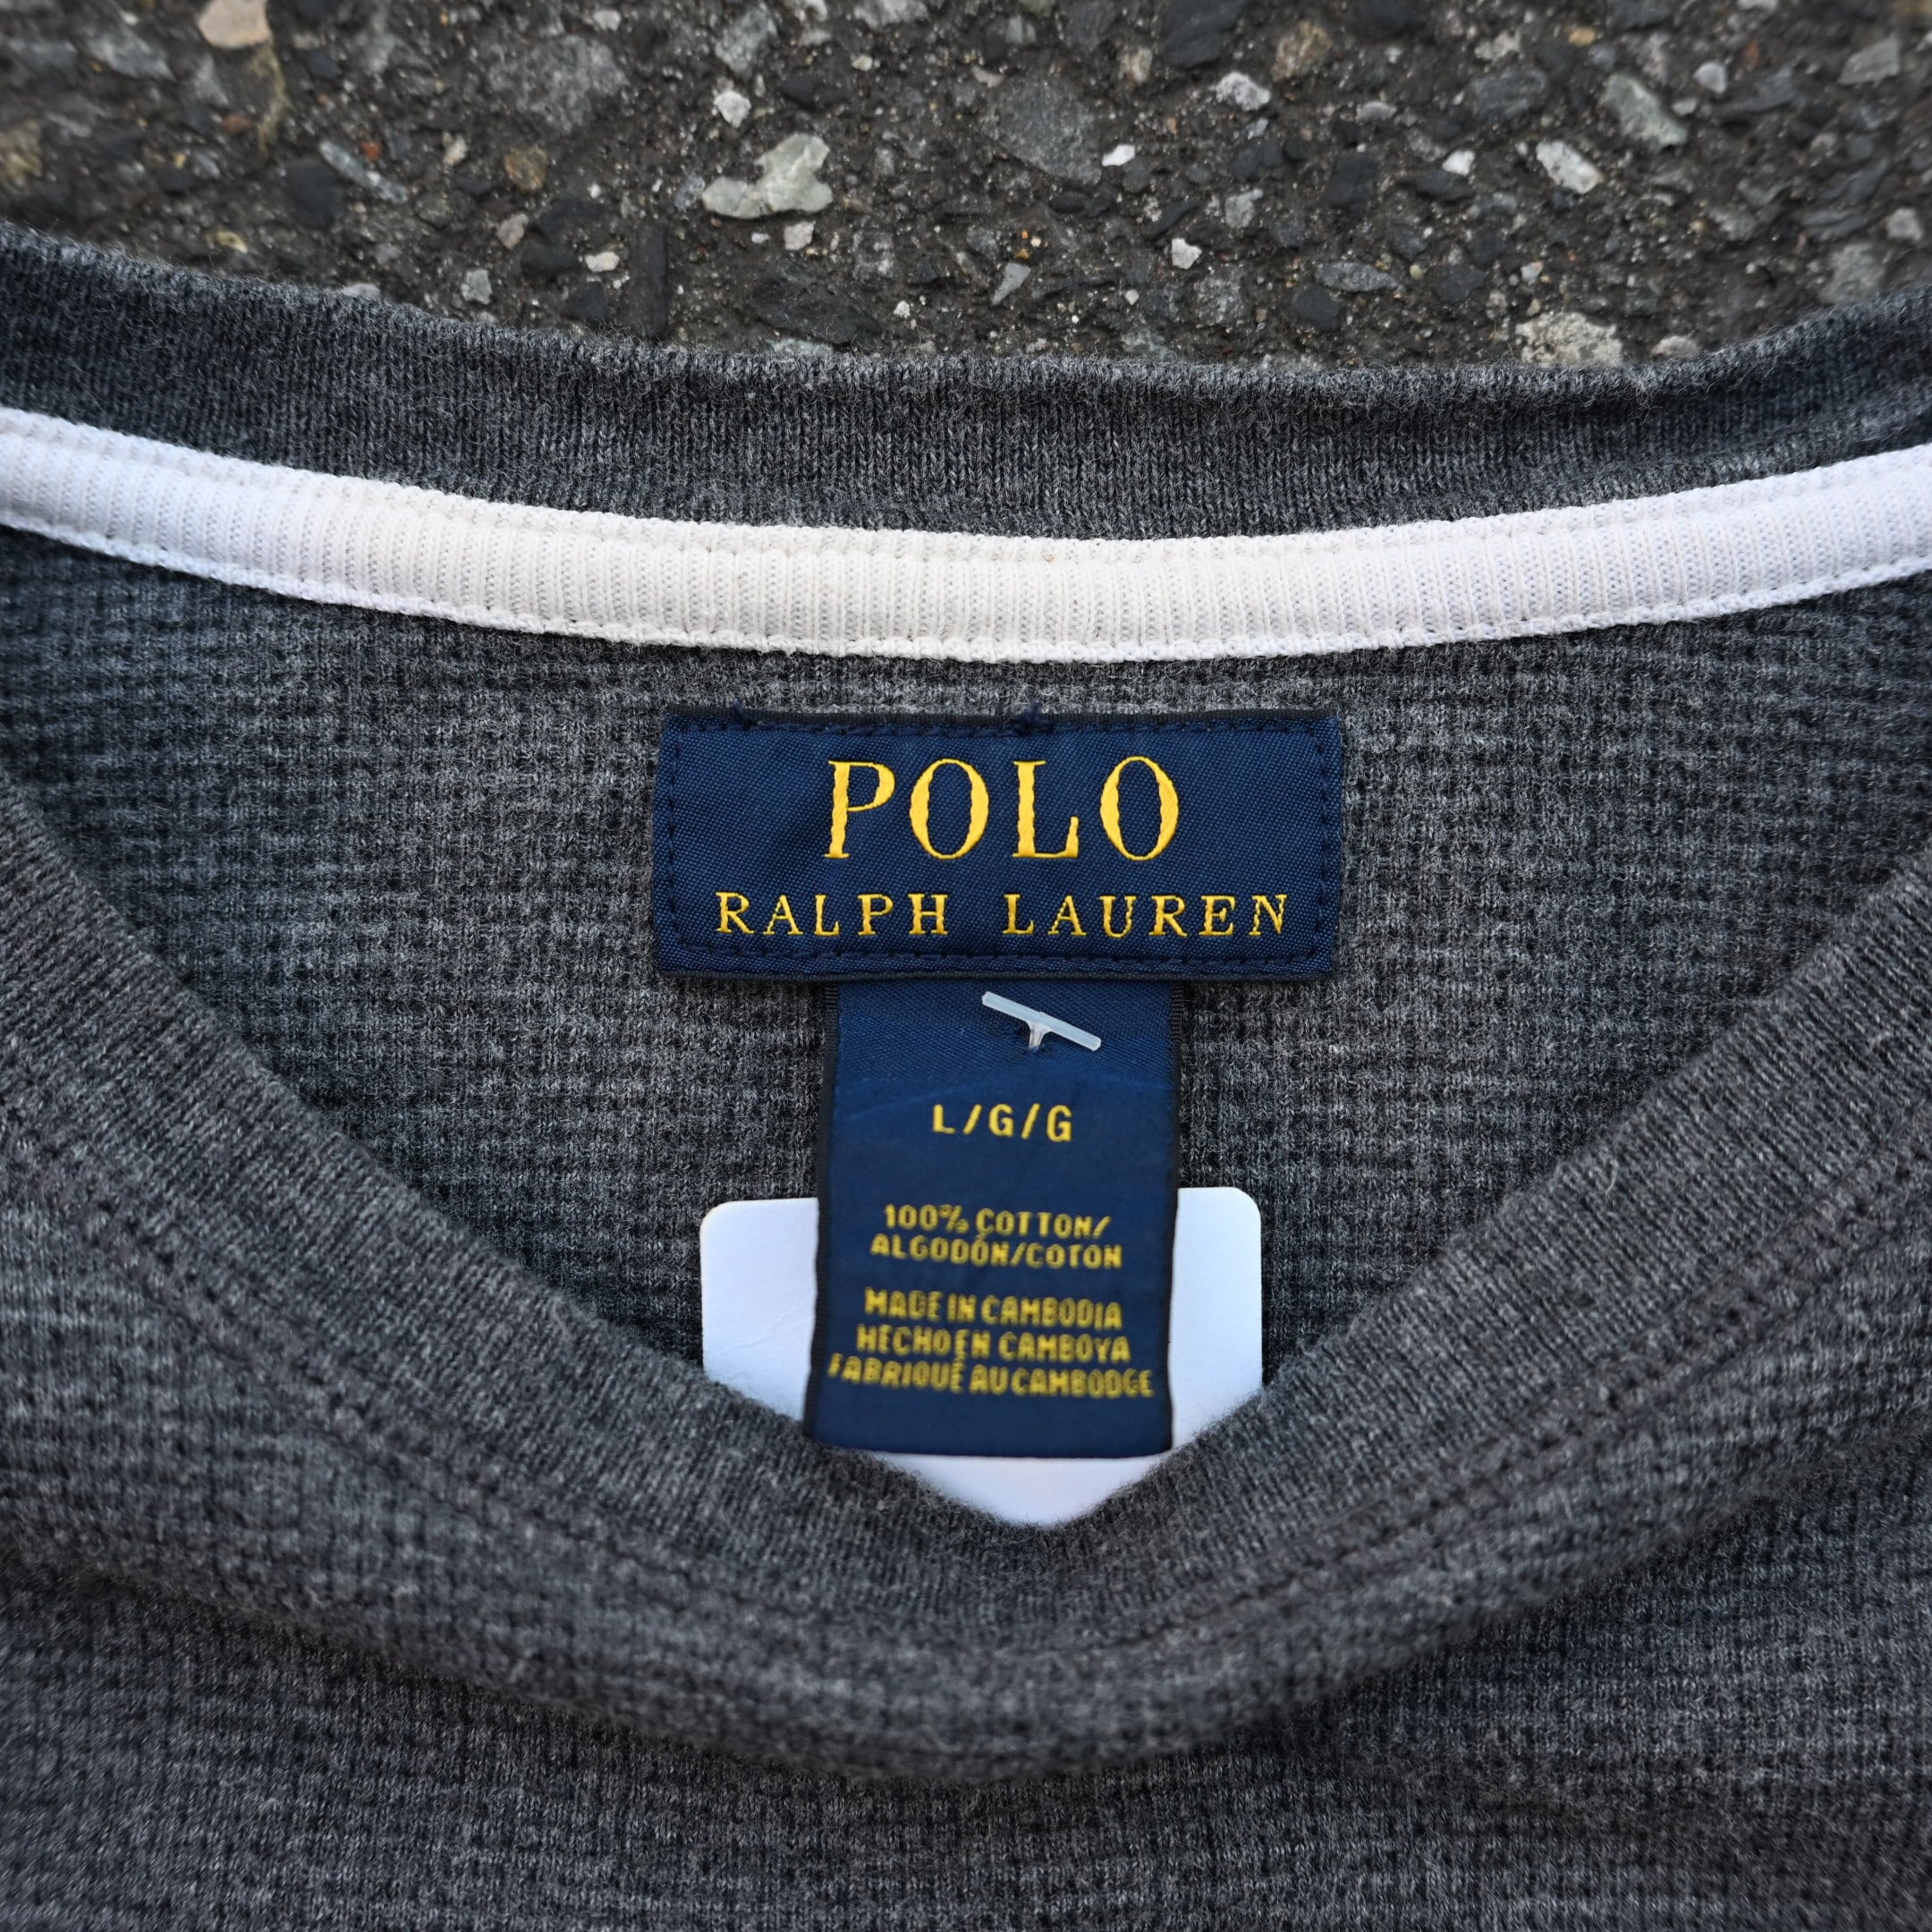 POLO
RALPH LAUREN
L/G/G
100% COTTON/
ALGODÓN/COTON
MADE IN CAMBODIA
HECHO EN CAMBOYA
FABRIQUÉ AU CAMBODGE